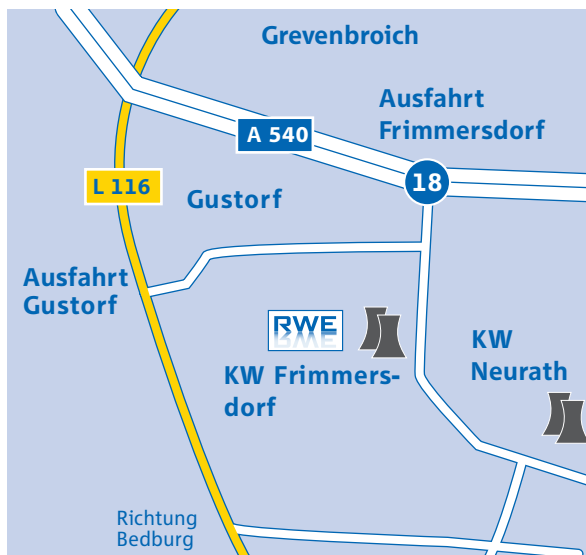 Grevenbroich
Ausfahrt
Frimmersdorf
A 540
18
L 116
Gustorf
Ausfahrt
Gustorf
RWE
KW Frimmers-
dorf
KW
Neurath
Richtung
Bedburg